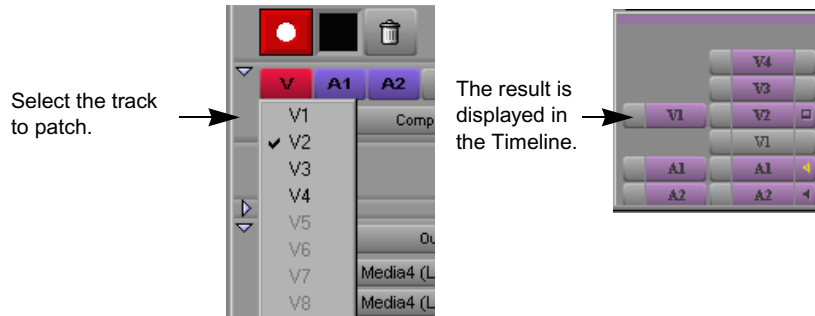 Select the track
to patch.
V A1 A2
V1
V2
V3
V4
V5
V6
V7
V8
Comp
Ou
Media4 (L
Media4 (L
The result is
displayed in
the Timeline.
V4
V3
V1 V2
V1
A1 A1
A2 A2